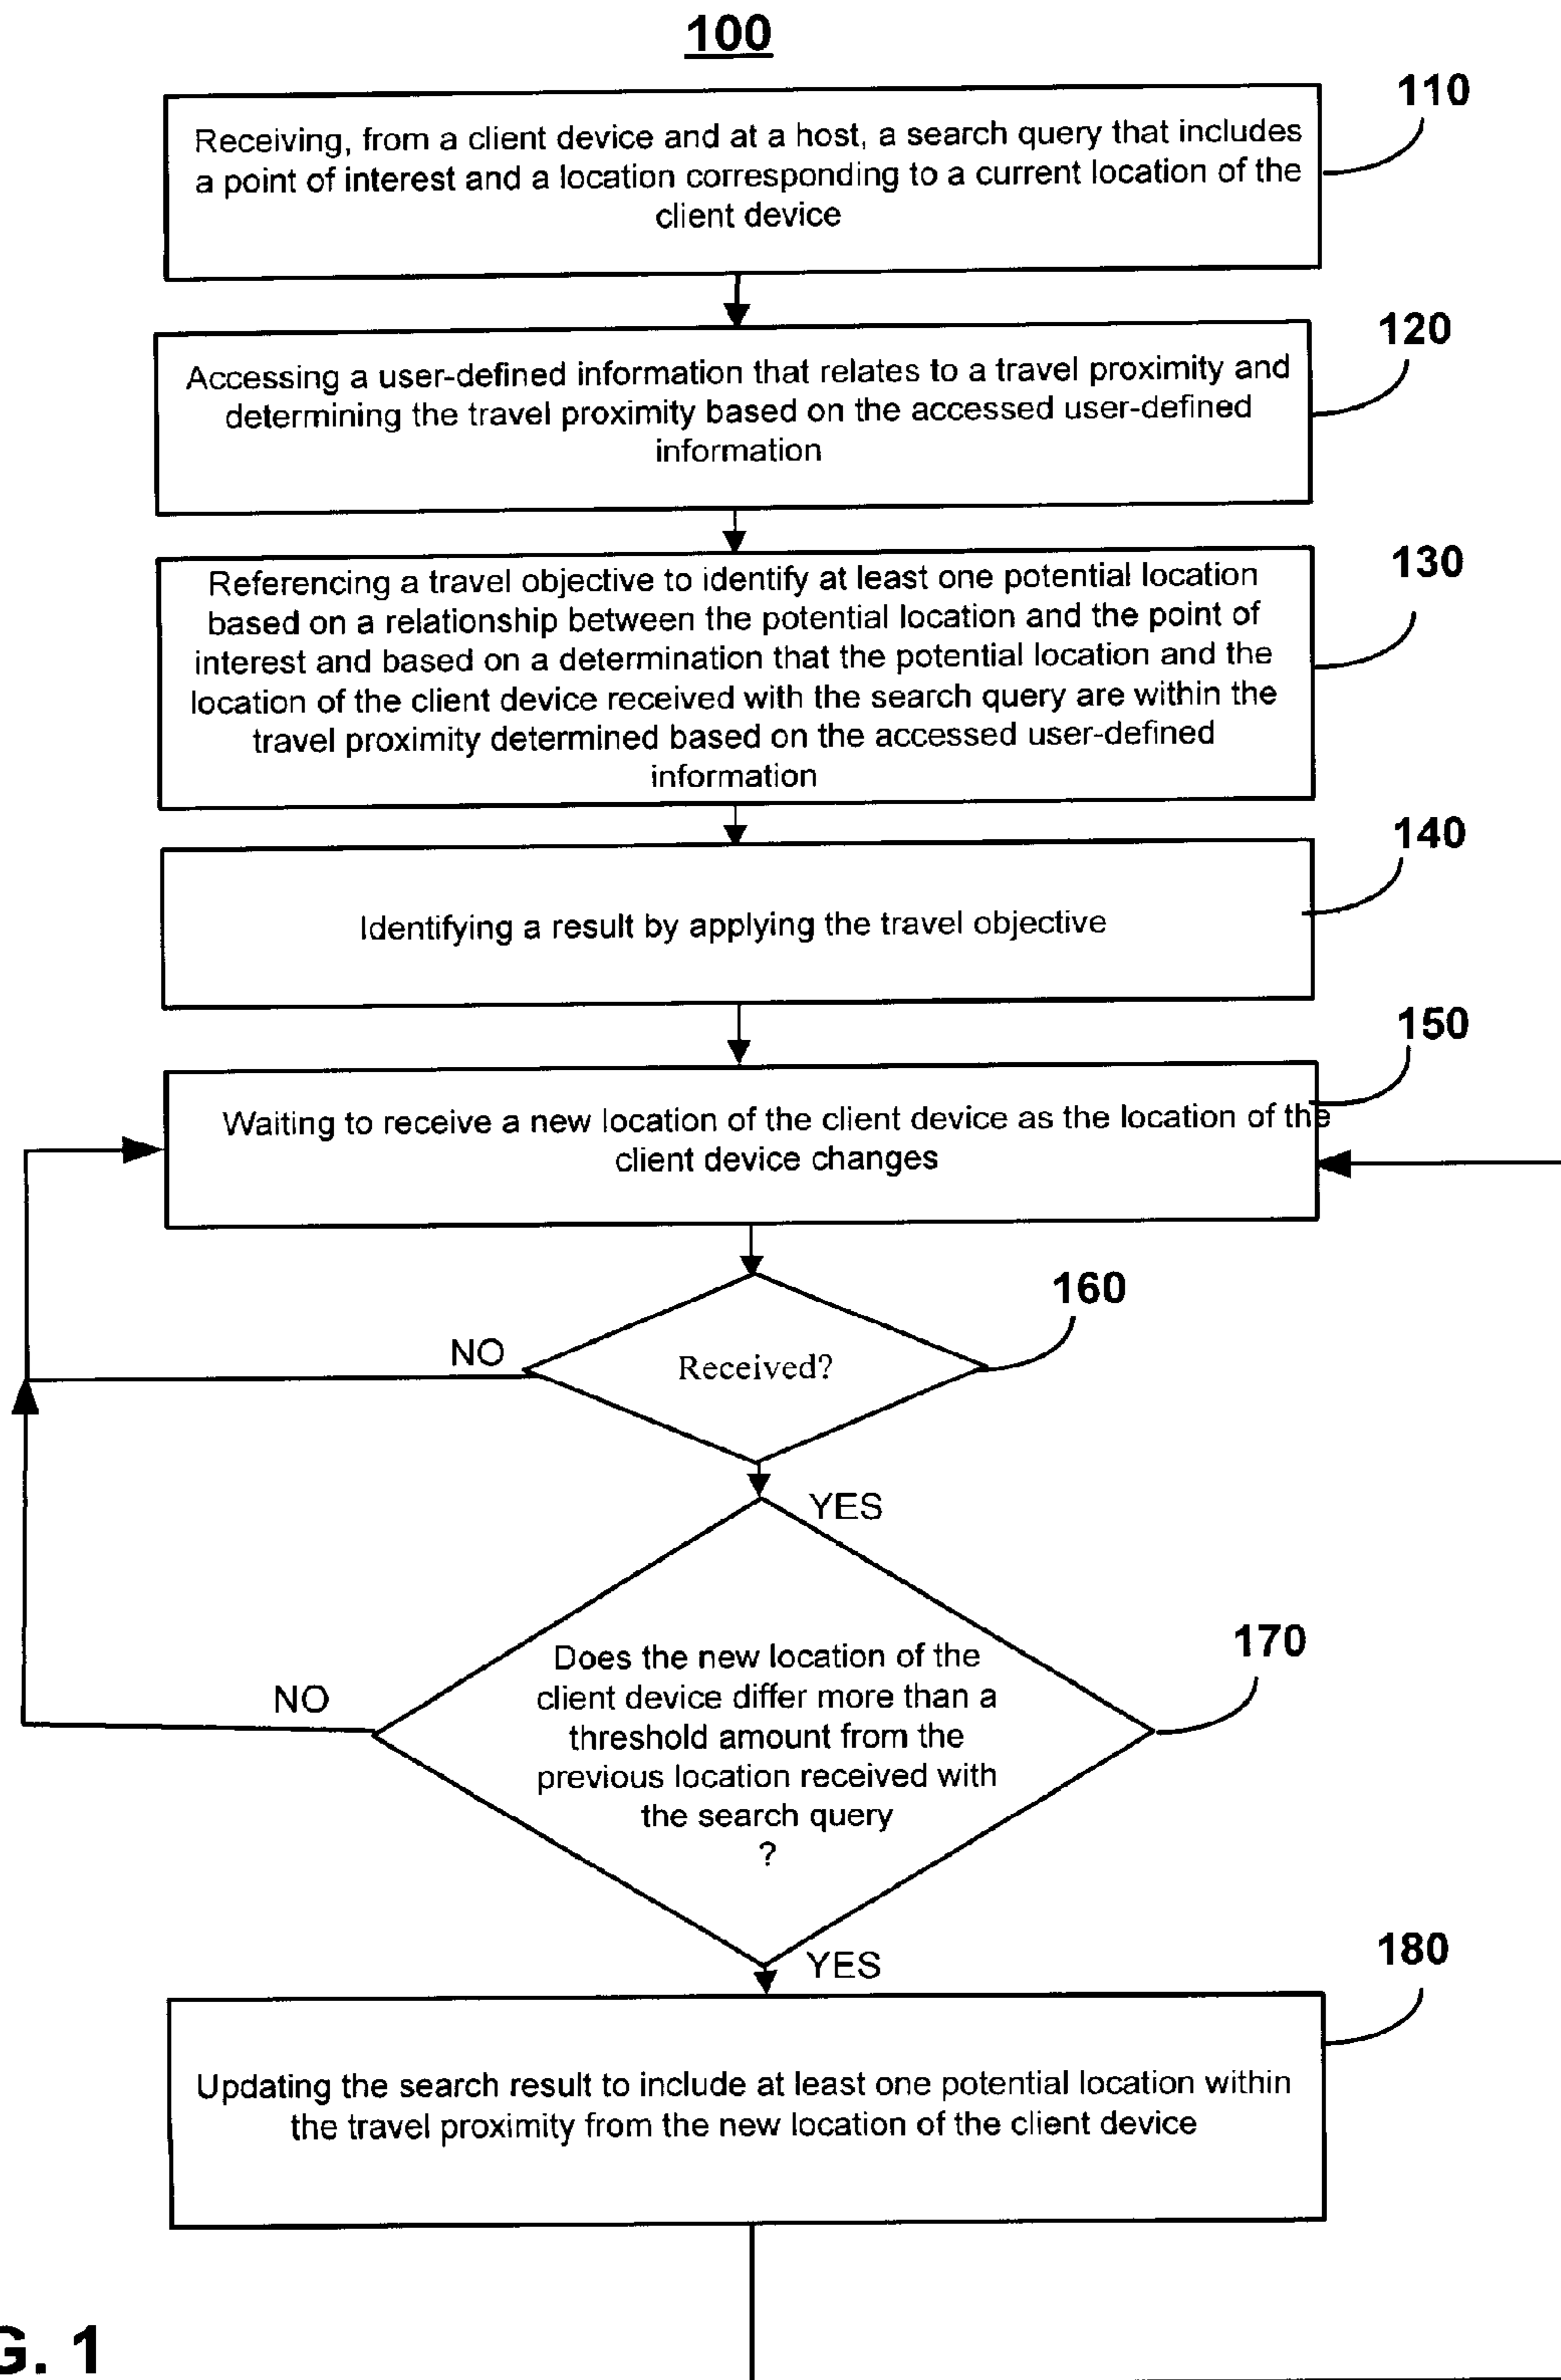 100
110
Receiving, from a client device and at a host, a search query that includes
a point of interest and a location corresponding to a current location of the
client device
120
Accessing a user-defined information that relates to a travel proximity and
determining the travel proximity based on the accessed user-defined
information
130
Referencing a travel objective to identify at least one potential location
based on a relationship between the potential location and the point of
interest and based on a determination that the potential location and the
location of the client device received with the search query are within the
travel proximity determined based on the accessed user-defined
information
140
Identifying a result by applying the travel objective
150
Waiting to receive a new location of the client device as the location of the
client device changes
160
NO
Received?
YES
170
Does the new location of the
client device differ more than a
threshold amount from the
previous location received with
the search query
?
NO
YES
180
Updating the search result to include at least one potential location within
the travel proximity from the new location of the client device
G. 1